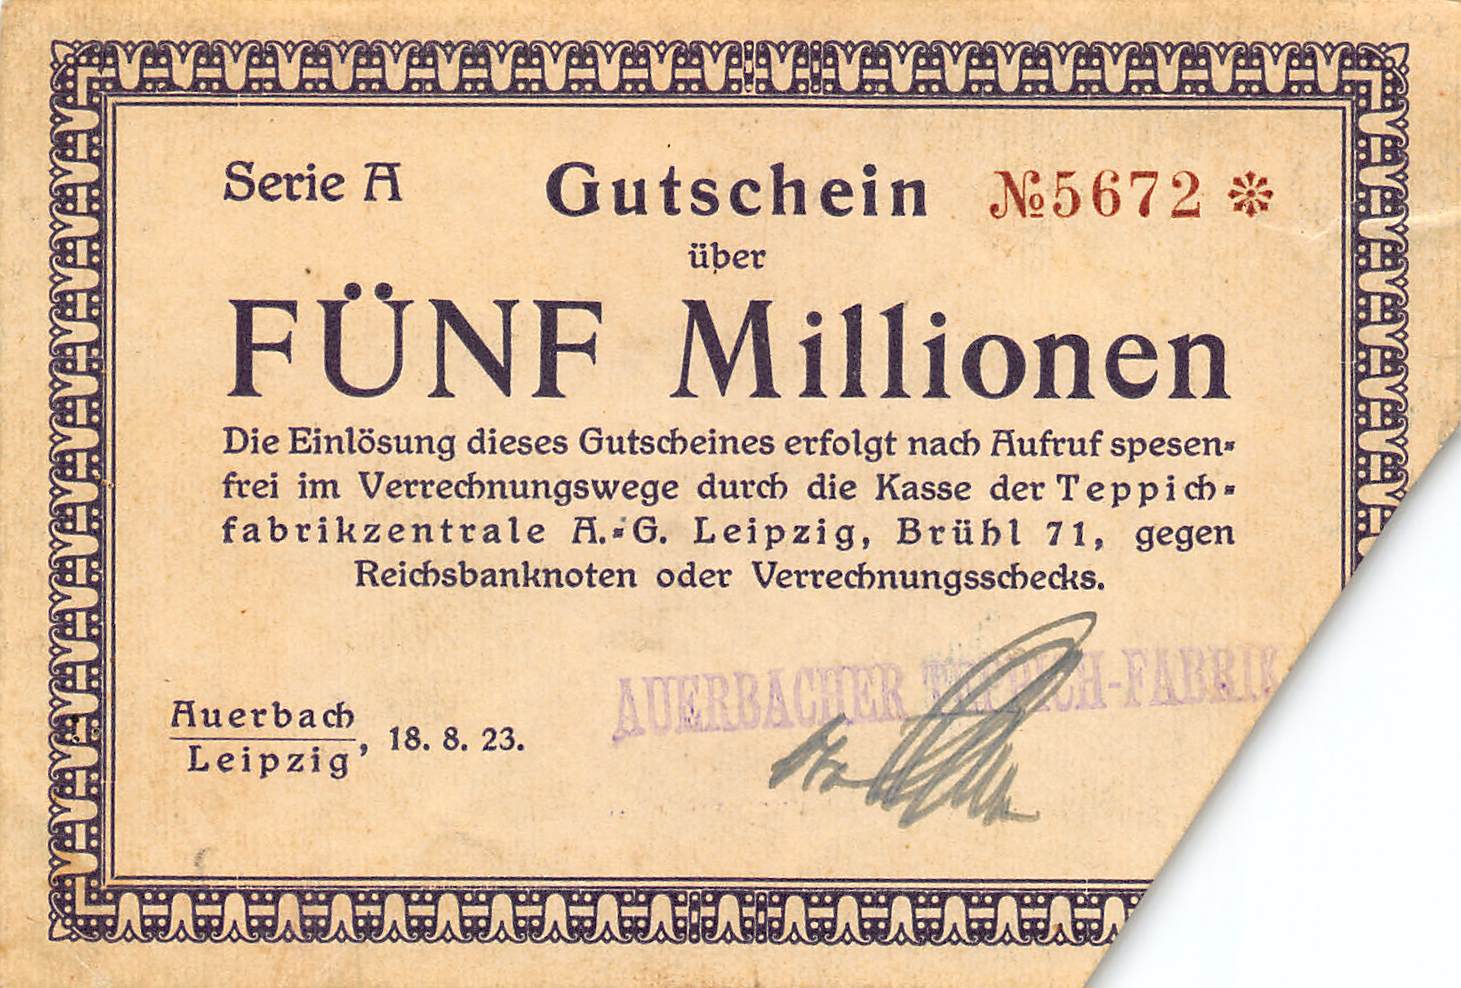 Serie A Gutschein №5672 *
über
FÜNF Millionen
Die Einlösung dieses Gutscheines erfolgt nach Aufruf spesen-
frei im Verrechnungswege durch die Kasse der Teppich-
fabrikzentrale A.-G. Leipzig, Brühl 71, gegen
Reichsbanknoten oder Verrechnungsschecks.
AUERBACHER TEPPICH-FABRIK
Auerbach
Leipzig, 18. 8. 23.